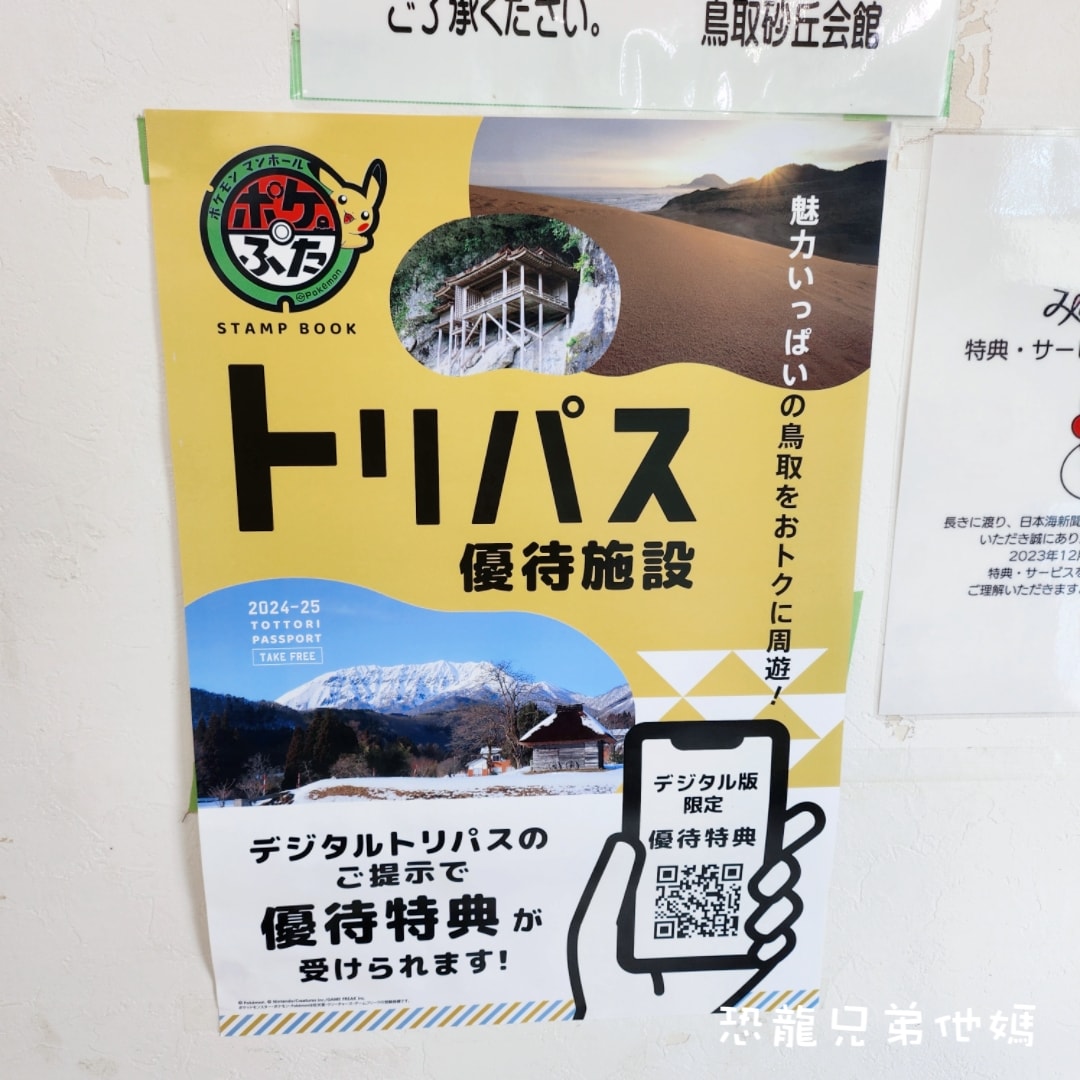 ご了承ください。
鳥取砂丘会館
ポケモン マンホール
ポケ
ふた
©Pokémon
STAMP BOOK
魅力いっぱいの鳥取をおトクに周遊!
トリパス
優待施設
2024-25
TOTTORI
PASSPORT
TAKE FREE
デジタル版
限定
優待特典
デジタルトリパスの
ご提示で
優待特典が
受けられます!
特典・サー
長きに渡り、日本海新聞
いただき誠にあり
2023年12
特典・サービスを
ご理解いただきます
恐龍兄弟他媽